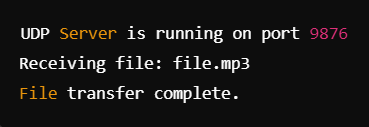 UDP Server is running on port 9876
Receiving file: file.mp3
File transfer complete.